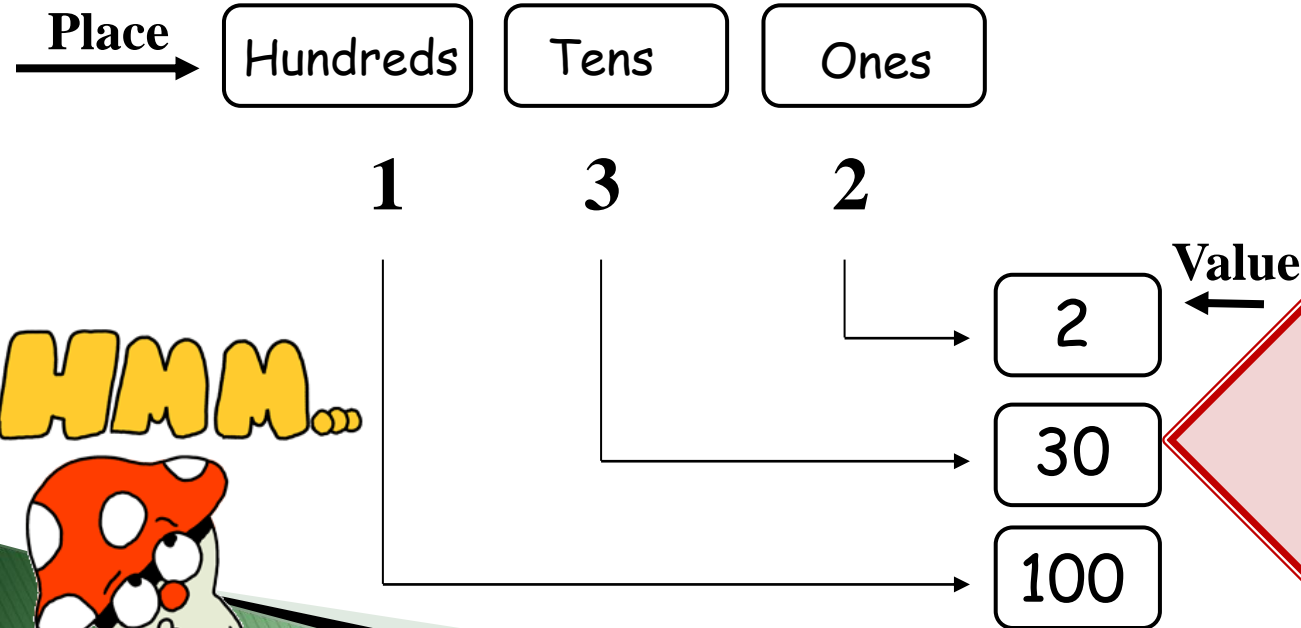 Place
Hundreds Tens Ones
1 3 2
Value
2
HMM...
30
100